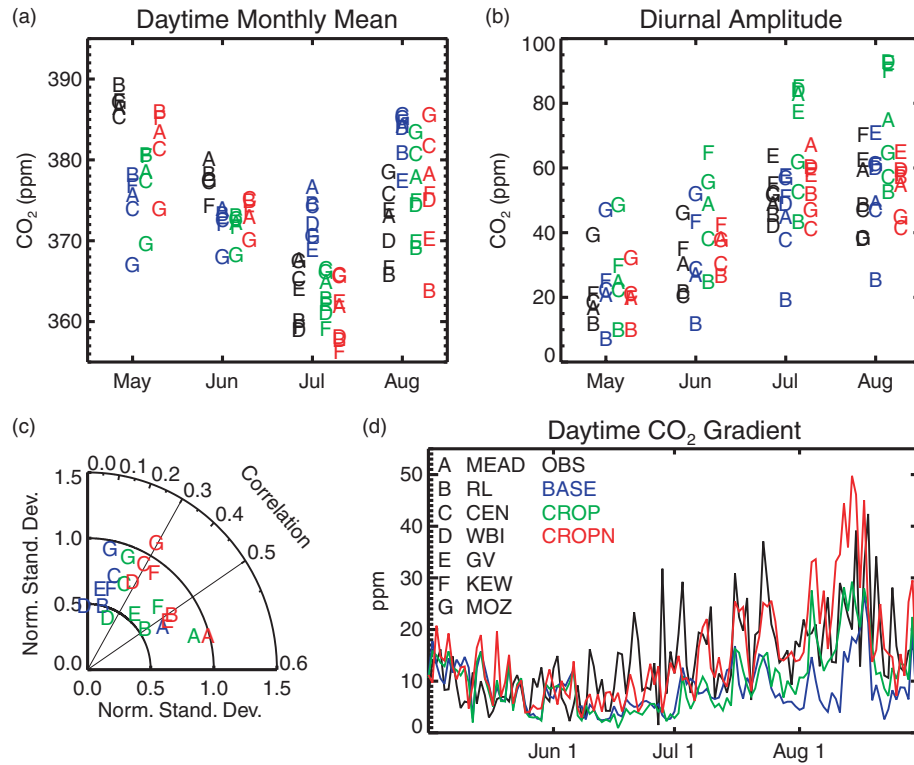 (a) Daytime Monthly Mean
CO₂ (ppm)
390
380
370
360
May Jun Jul Aug
(b) Diurnal Amplitude
CO₂ (ppm)
100
80
60
40
20
0
May Jun Jul Aug
(c)
Norm. Stand. Dev.
1.5
1.0
0.5
0.0
0.0 0.1 0.2 0.3 0.4 0.5 0.6
Correlation
0.0 0.5 1.0 1.5
Norm. Stand. Dev.
(d) Daytime CO₂ Gradient
ppm
50
40
30
20
10
0
A MEAD OBS
B RL BASE
C CEN CROP
D WBI CROPN
E GV
F KEW
G MOZ
Jun 1 Jul 1 Aug 1